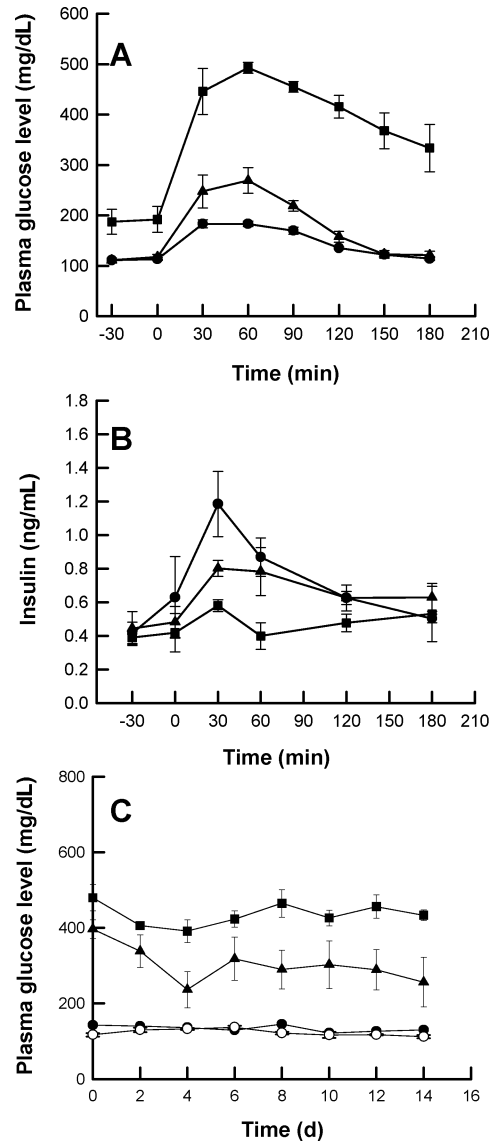 A
Plasma glucose level (mg/dL)
600
500
400
300
200
100
0
-30 0 30 60 90 120 150 180 210
Time (min)
B
Insulin (ng/mL)
1.8
1.6
1.4
1.2
1.0
0.8
0.6
0.4
0.2
0.0
-30 0 30 60 90 120 150 180 210
Time (min)
C
Plasma glucose level (mg/dL)
800
600
400
200
0
0 2 4 6 8 10 12 14 16
Time (d)